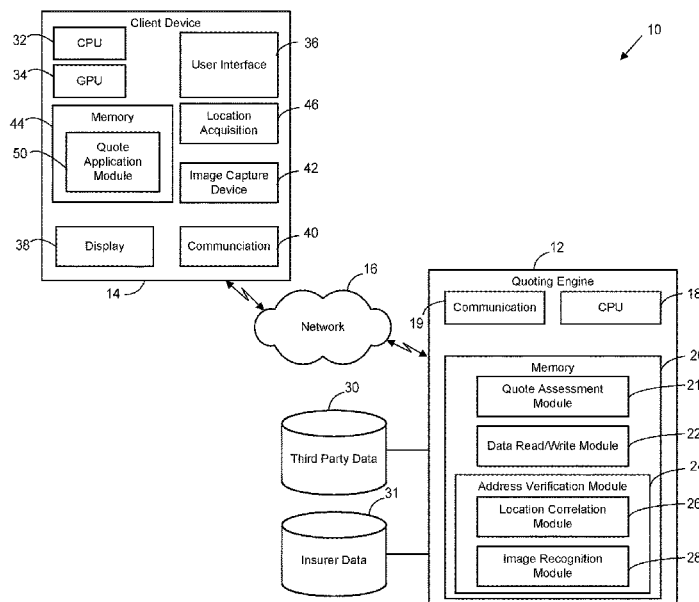 Client Device
10
32
CPU
User Interface
36
34
GPU
44
Memory
Location
Acquisition
46
50
Quote
Application
Module
Image Capture
Device
42
38
Display
Communciation
40
14
16
Network
12
Quoting Engine
19
Communication
CPU
18
Memory
20
Quote Assessment
Module
21
Data Read/Write Module
22
30
Third Party Data
Address Verification Module
24
Location Correlation
Module
26
31
Insurer Data
Image Recognition
Module
28